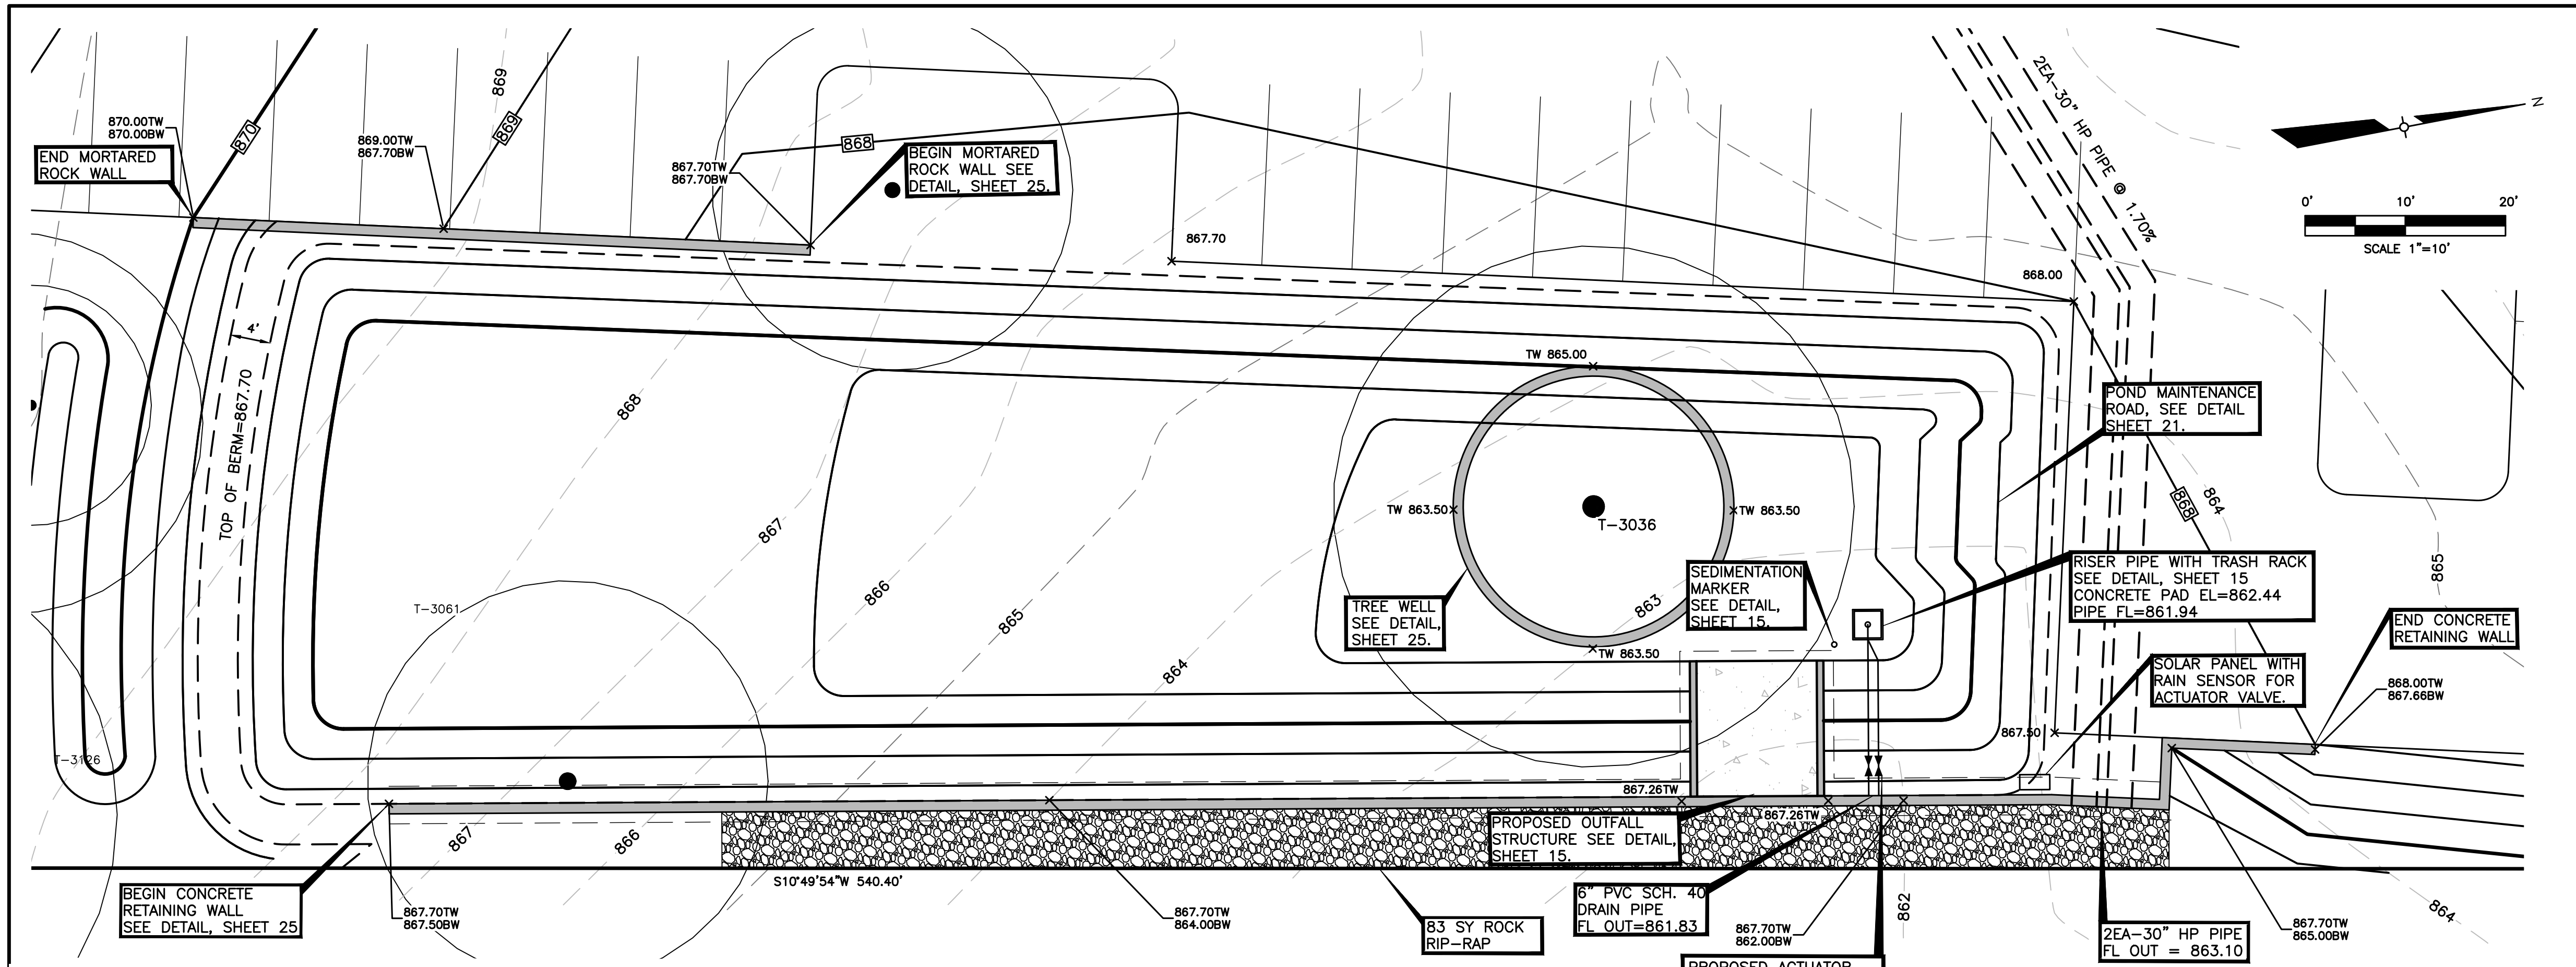 870.00TW
870.00BW
END MORTARED
ROCK WALL
870
869
869
869.00TW
867.70BW
867.70TW
867.70BW
868
BEGIN MORTARED
ROCK WALL SEE
DETAIL, SHEET 25.
867.70
2EA-30" HP PIPE @ 1.70%
N
0' 10' 20'
SCALE 1"=10'
868.00
4'
TOP OF BERM=867.70
868
867
866
865
864
863
TW 865.00
TW 863.50
TW 863.50
TW 863.50
T-3036
TREE WELL
SEE DETAIL,
SHEET 25.
SEDIMENTATION
MARKER
SEE DETAIL,
SHEET 15.
POND MAINTENANCE
ROAD, SEE DETAIL
SHEET 21.
868
864
865
RISER PIPE WITH TRASH RACK
SEE DETAIL, SHEET 15
CONCRETE PAD EL=862.44
PIPE FL=861.94
END CONCRETE
RETAINING WALL
SOLAR PANEL WITH
RAIN SENSOR FOR
ACTUATOR VALVE.
868.00TW
867.66BW
867.50
T-3061
T-3126
867
866
867.26TW
867.26TW
PROPOSED OUTFALL
STRUCTURE SEE DETAIL,
SHEET 15.
S10°49'54"W 540.40'
BEGIN CONCRETE
RETAINING WALL
SEE DETAIL, SHEET 25
867.70TW
867.50BW
867.70TW
864.00BW
83 SY ROCK
RIP-RAP
6" PVC SCH. 40
DRAIN PIPE
FL OUT=861.83
867.70TW
862.00BW
862
2EA-30" HP PIPE
FL OUT = 863.10
867.70TW
865.00BW
864
PROPOSED ACTUATOR